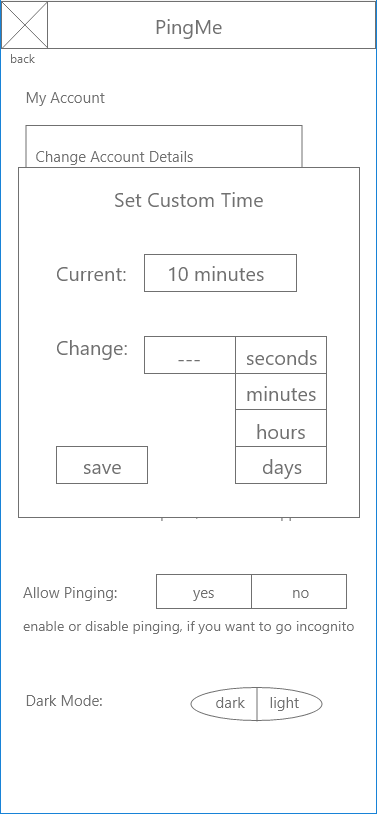 PingMe
back
My Account
Change Account Details
Set Custom Time
Current: 10 minutes
Change: --- seconds
minutes
hours
save days
Allow Pinging: yes no
enable or disable pinging, if you want to go incognito
Dark Mode: dark light